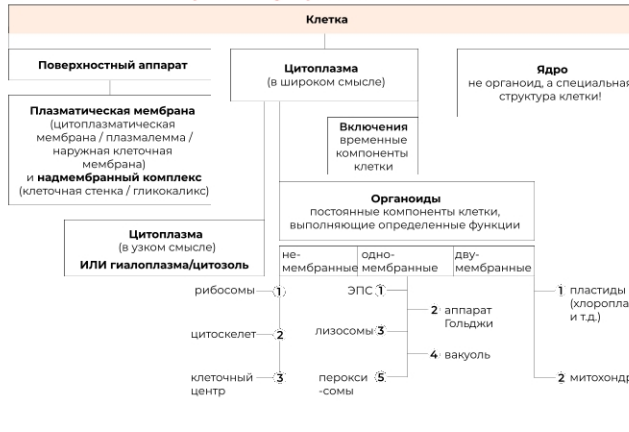 Клетка
Поверхностный аппарат
Плазматическая мембрана
(цитоплазматическая
мембрана / плазмалемма /
наружная клеточная
мембрана)
и надмембранный комплекс
(клеточная стенка / гликокаликс)
Цитоплазма
(в широком смысле)
Ядро
не органоид, а специальная
структура клетки!
Включения
временные
компоненты
клетки
Органоиды
постоянные компоненты клетки,
выполняющие определенные функции
Цитоплазма
(в узком смысле)
ИЛИ гиалоплазма/цитозоль
не-
мембранные
одно-
мембранные
дву-
мембранные
рибосомы 1
цитоскелет 2
клеточный 3
центр
ЭПС 1
2 аппарат
Гольджи
лизосомы 3
4 вакуоль
перокси 5
-сомы
1 пластиды
(хлоропла
и т.д.)
2 митохонд